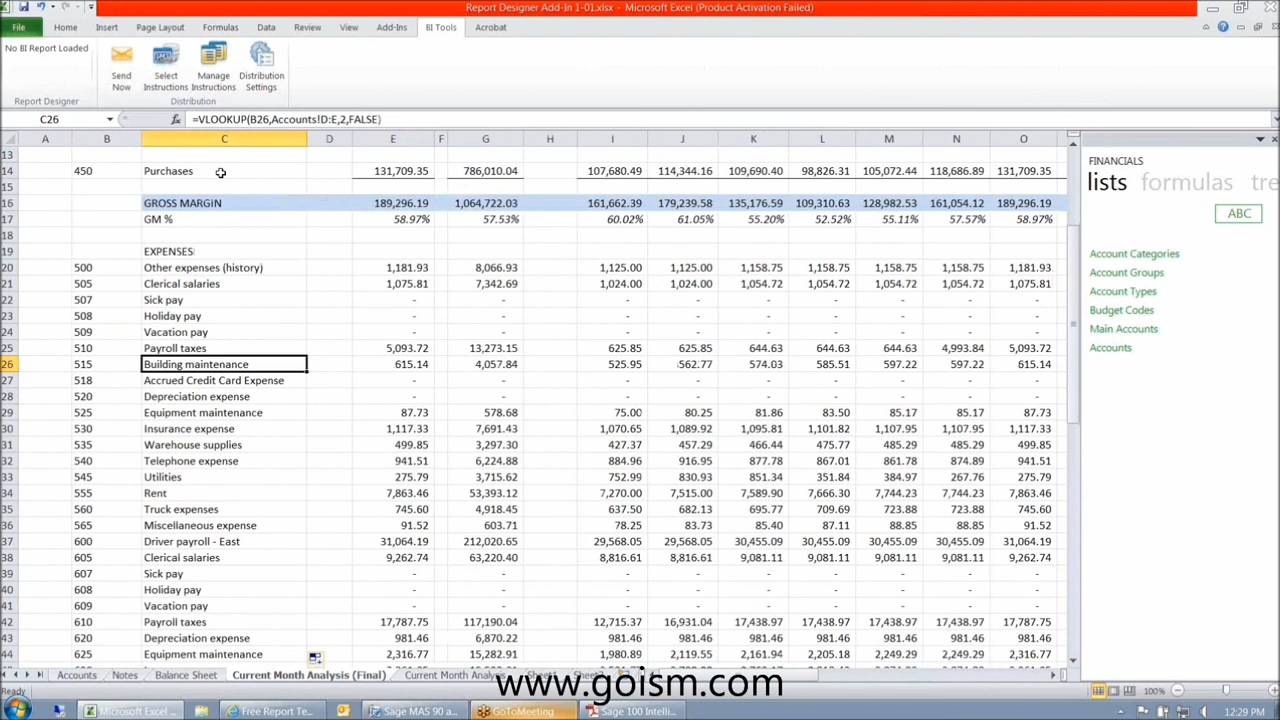 Report Designer Add-In 1-01.xlsx - Microsoft Excel (Product Activation Failed)
File Home Insert Page Layout Formulas Data Review View Add-Ins BI Tools Acrobat
No BI Report Loaded
Send Now
Select Instructions
Manage Instructions
Distribution Settings
Report Designer Distribution
C26 fx =VLOOKUP(B26,Accounts!D:E,2,FALSE)
A B C D E F G H I J K L M N O
13
14 450 Purchases 131,709.35 786,010.04 107,680.49 114,344.16 109,690.40 98,826.31 105,072.44 118,686.89 131,709.35
15
16 GROSS MARGIN 189,296.19 1,064,722.03 161,662.39 179,239.58 135,176.59 109,310.63 128,982.53 161,054.12 189,296.19
17 GM % 58.97% 57.53% 60.02% 61.05% 55.20% 52.52% 55.11% 57.57% 58.97%
18
19 EXPENSES
20 500 Other expenses (history) 1,181.93 8,066.93 1,125.00 1,125.00 1,158.75 1,158.75 1,158.75 1,158.75 1,181.93
21 505 Clerical salaries 1,075.81 7,342.69 1,024.00 1,024.00 1,054.72 1,054.72 1,054.72 1,054.72 1,075.81
22 507 Sick pay - - - - - - - - -
23 508 Holiday pay - - - - - - - - -
24 509 Vacation pay - - - - - - - - -
25 510 Payroll taxes 5,093.72 13,273.15 625.85 625.85 644.63 644.63 644.63 4,993.84 5,093.72
26 515 Building maintenance 615.14 4,057.84 525.95 562.77 574.03 585.51 597.22 597.22 615.14
27 518 Accrued Credit Card Expense - - - - - - - - -
28 520 Depreciation expense - - - - - - - - -
29 525 Equipment maintenance 87.73 578.68 75.00 80.25 81.86 83.50 85.17 85.17 87.73
30 530 Insurance expense 1,117.33 7,691.43 1,070.65 1,089.92 1,095.81 1,101.82 1,107.95 1,107.95 1,117.33
31 535 Warehouse supplies 499.85 3,297.30 427.37 457.29 466.44 475.77 485.29 485.29 499.85
32 540 Telephone expense 941.51 6,224.88 884.96 916.95 877.78 867.01 861.78 874.89 941.51
33 545 Utilities 275.79 3,715.62 752.99 830.93 851.34 351.84 384.97 267.76 275.79
34 555 Rent 7,863.46 53,393.12 7,270.00 7,515.00 7,589.90 7,666.30 7,744.23 7,744.23 7,863.46
35 560 Truck expenses 745.60 4,918.45 637.50 682.13 695.77 709.69 723.88 723.88 745.60
36 565 Miscellaneous expense 91.52 603.71 78.25 83.73 85.40 87.11 88.85 88.85 91.52
37 600 Driver payroll - East 31,064.19 212,020.65 29,568.05 29,568.05 30,455.09 30,455.09 30,455.09 30,455.09 31,064.19
38 605 Clerical salaries 9,262.74 63,220.40 8,816.61 8,816.61 9,081.11 9,081.11 9,081.11 9,081.11 9,262.74
39 607 Sick pay - - - - - - - - -
40 608 Holiday pay - - - - - - - - -
41 609 Vacation pay - - - - - - - - -
42 610 Payroll taxes 17,787.75 117,190.04 12,715.37 16,931.04 17,438.97 17,438.97 17,438.97 17,438.97 17,787.75
43 620 Depreciation expense 981.46 6,870.22 981.46 981.46 981.46 981.46 981.46 981.46 981.46
44 625 Equipment maintenance 2,316.77 15,282.91 1,980.89 2,119.55 2,161.94 2,205.18 2,249.29 2,249.29 2,316.77
FINANCIALS
lists formulas tre
ABC
Account Categories
Account Groups
Account Types
Budget Codes
Main Accounts
Accounts
Accounts Notes Balance Sheet Current Month Analysis (Final) Current Month Analy
www.goism.com
Ready 100%
Microsoft Excel ... Free Report Te... Sage MAS 90 a... GoToMeeting Sage 100 Intelli... 12:29 PM